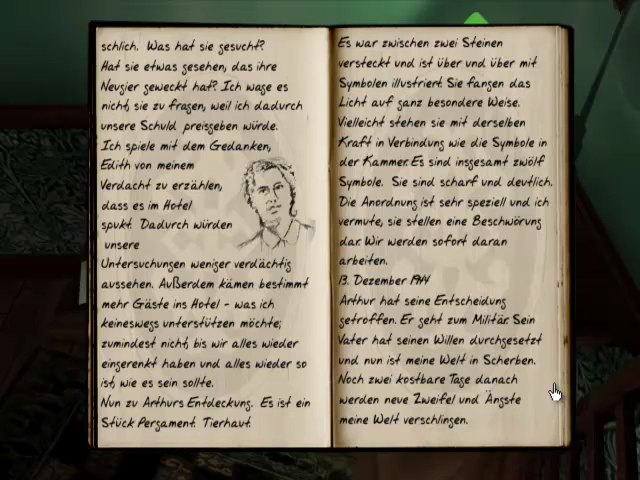 schlich. Was hat sie gesucht?
Hat sie etwas gesehen, das ihre
Neugier geweckt hat? Ich wage es
nicht, sie zu fragen, weil ich dadurch
unsere Schuld preisgeben würde.
Ich spiele mit dem Gedanken,
Edith von meinem
Verdacht zu erzählen,
dass es im Hotel
spukt. Dadurch würden
unsere
Untersuchungen weniger verdächtig
aussehen. Außerdem kämen bestimmt
mehr Gäste ins Hotel - was ich
keineswegs unterstützen möchte;
zumindest nicht, bis wir alles wieder
eingerenkt haben und alles wieder so
ist, wie es sein sollte.
Nun zu Arthurs Entdeckung. Es ist ein
Stück Pergament. Tierhaut.
Es war zwischen zwei Steinen
versteckt und ist über und über mit
Symbolen illustriert. Sie fangen das
Licht auf ganz besondere Weise.
Vielleicht stehen sie mit derselben
Kraft in Verbindung wie die Symbole in
der Kammer. Es sind insgesamt zwölf
Symbole. Sie sind scharf und deutlich.
Die Anordnung ist sehr speziell und ich
vermute, sie stellen eine Beschwörung
dar. Wir werden sofort daran
arbeiten.
13. Dezember 1914
Arthur hat seine Entscheidung
getroffen. Er geht zum Militär. Sein
Vater hat seinen Willen durchgesetzt
und nun ist meine Welt in Scherben.
Noch zwei kostbare Tage danach
werden neue Zweifel und Ängste
meine Welt verschlingen.